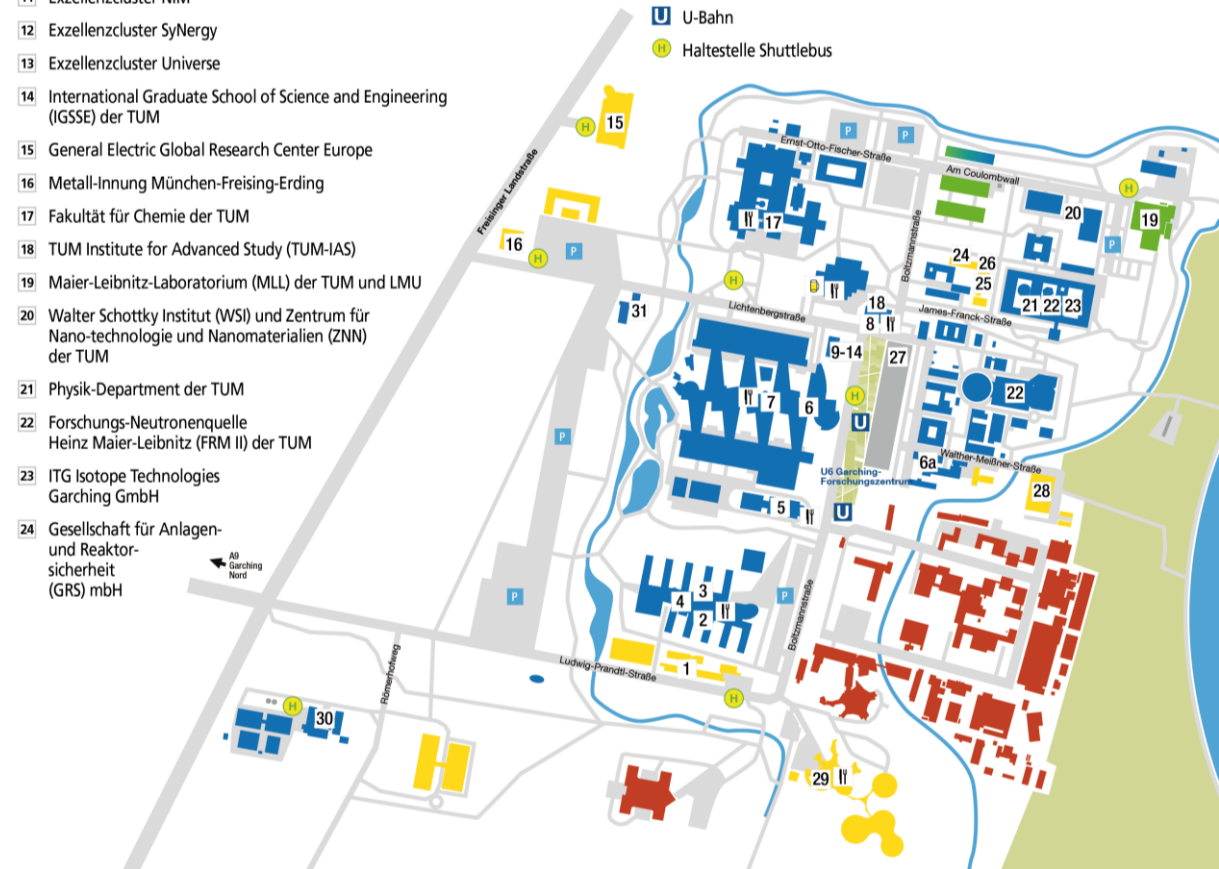 11 Exzellenzcluster NIM
12 Exzellenzcluster SyNergy
13 Exzellenzcluster Universe
14 International Graduate School of Science and Engineering
(IGSSE) der TUM
15 General Electric Global Research Center Europe
16 Metall-Innung München-Freising-Erding
17 Fakultät für Chemie der TUM
18 TUM Institute for Advanced Study (TUM-IAS)
19 Maier-Leibnitz-Laboratorium (MLL) der TUM und LMU
20 Walter Schottky Institut (WSI) und Zentrum für
Nano-technologie und Nanomaterialien (ZNN)
der TUM
21 Physik-Department der TUM
22 Forschungs-Neutronenquelle
Heinz Maier-Leibnitz (FRM II) der TUM
23 ITG Isotope Technologies
Garching GmbH
24 Gesellschaft für Anlagen-
und Reaktor-
sicherheit
(GRS) mbH
U U-Bahn
H Haltestelle Shuttlebus
H
15
P
P
Ernst-Otto-Fischer-Straße
Am Coulombwall
H
Freisinger Landstraße
17
20
19
16
H
P
Boltzmannstraße
P
24
26
25
H
31
Lichtenbergstraße
18
8
21
22
23
James-Franck-Straße
9-14
27
7
6
H
U
22
P
6a
Walther-Meißner-Straße
U6 Garching-
Forschungszentrum
28
5
U
A9
Garching
Nord
P
3
4
2
P
Boltzmannstraße
Ludwig-Prandtl-Straße
1
H
Römerhofweg
H
30
29